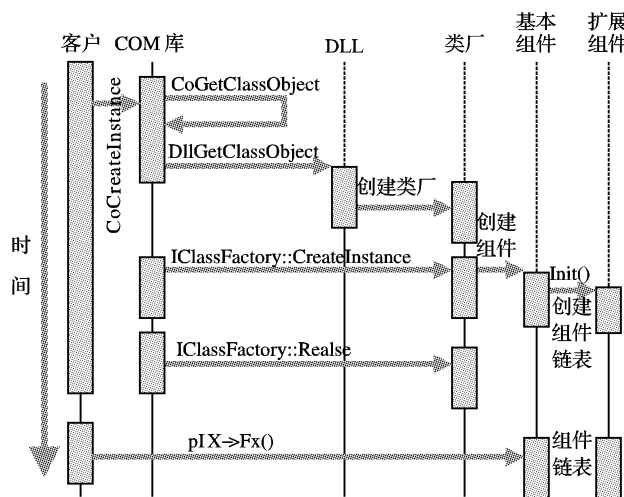 客户
COM 库
DLL
类厂
基本
组件
扩展
组件
CoCreateInstance
CoGetClassObject
DllGetClassObject
创建类厂
创建
组件
IClassFactory::CreateInstance
Init()
创建
组件
链表
时
间
IClassFactory::Realse
pIX->Fx()
组件
链表